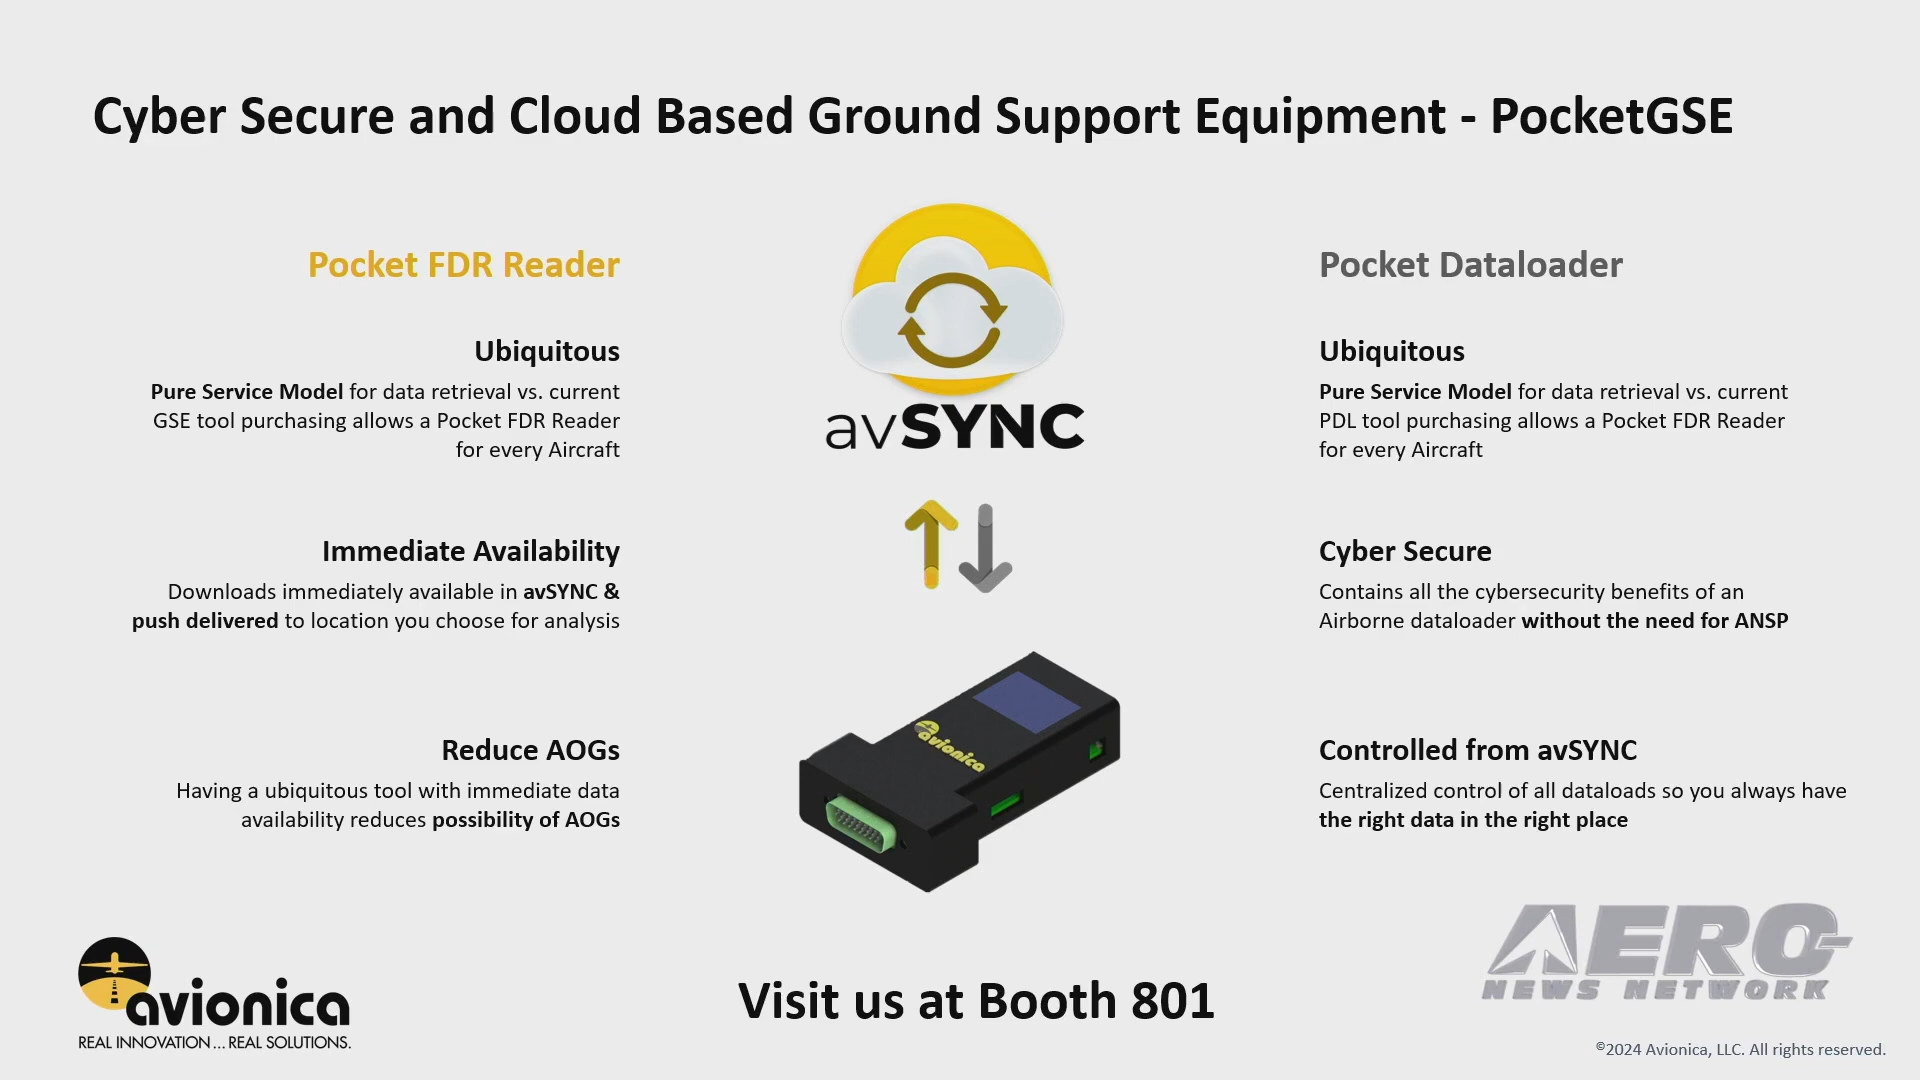 Cyber Secure and Cloud Based Ground Support Equipment - PocketGSE
Pocket FDR Reader
Ubiquitous
Pure Service Model for data retrieval vs. current
GSE tool purchasing allows a Pocket FDR Reader
for every Aircraft
Immediate Availability
Downloads immediately available in avSYNC &
push delivered to location you choose for analysis
Reduce AOGs
Having a ubiquitous tool with immediate data
availability reduces possibility of AOGs
avSYNC
avionica
Pocket Dataloader
Ubiquitous
Pure Service Model for data retrieval vs. current
PDL tool purchasing allows a Pocket FDR Reader
for every Aircraft
Cyber Secure
Contains all the cybersecurity benefits of an
Airborne dataloader without the need for ANSP
Controlled from avSYNC
Centralized control of all dataloads so you always have
the right data in the right place
avionica
REAL INNOVATION... REAL SOLUTIONS.
Visit us at Booth 801
AERO-
NEWS NETWORK
©2024 Avionica, LLC. All rights reserved.